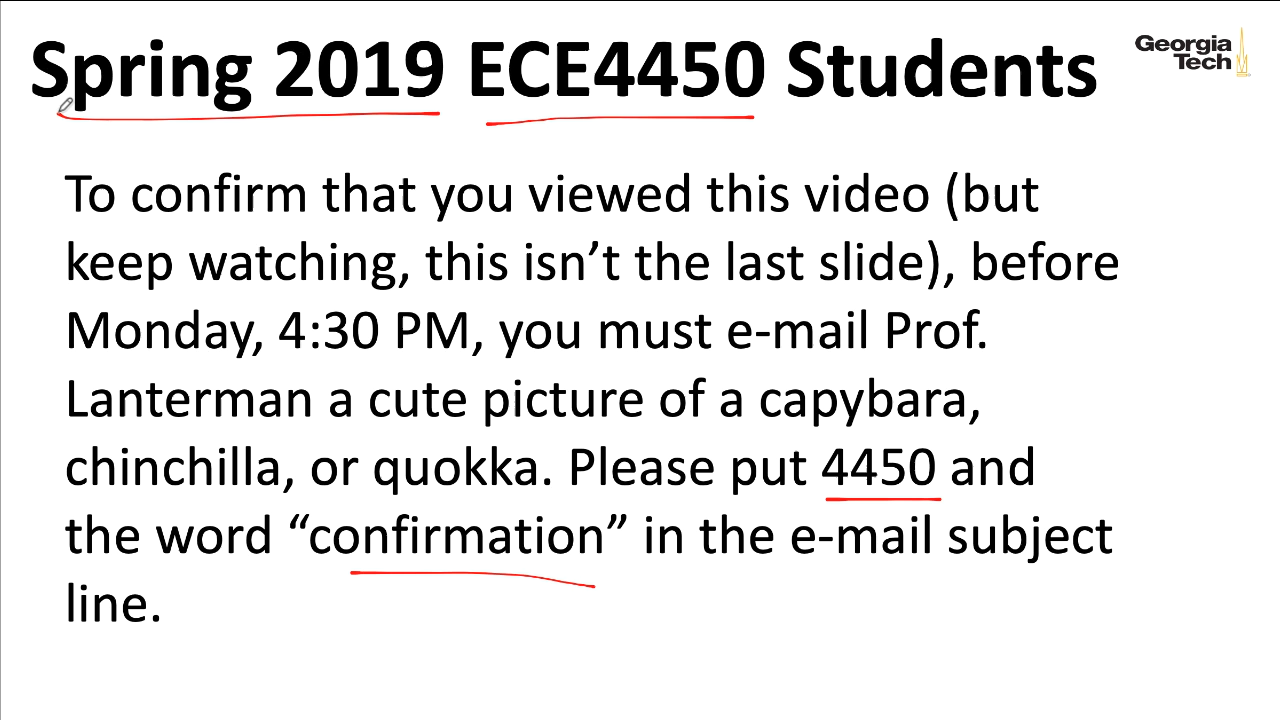 Spring 2019 ECE4450 Students
Georgia
Tech
To confirm that you viewed this video (but
keep watching, this isn’t the last slide), before
Monday, 4:30 PM, you must e-mail Prof.
Lanterman a cute picture of a capybara,
chinchilla, or quokka. Please put 4450 and
the word “confirmation” in the e-mail subject
line.